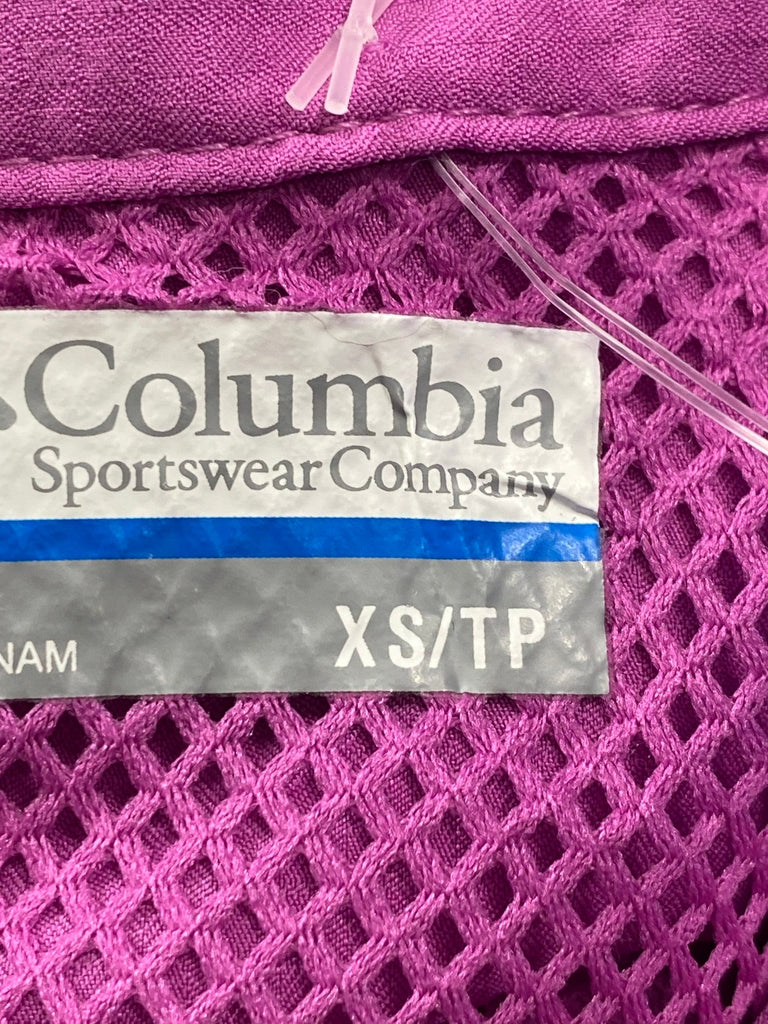 Columbia
Sportswear Company
NAM
XS/TP